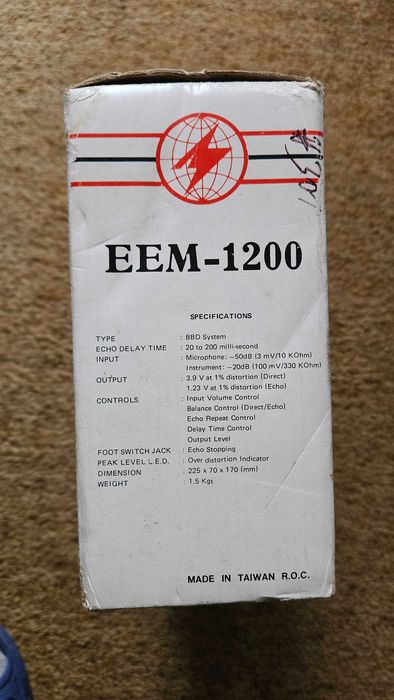 EEM-1200
SPECIFICATIONS
TYPE : BBD System
ECHO DELAY TIME : 20 to 200 milli-second
INPUT : Microphone: −50dB (3 mV/10 KOhm)
Instrument: −20dB (100 mV/330 KOhm)
OUTPUT : 3.9 V at 1% distortion (Direct)
1.23 V at 1% distortion (Echo)
CONTROLS : Input Volume Control
Balance Control (Direct/Echo)
Echo Repeat Control
Delay Time Control
Output Level
FOOT SWITCH JACK : Echo Stopping
PEAK LEVEL L.E.D. : Over distortion Indicator
DIMENSION : 225 x 70 x 170 (mm)
WEIGHT : 1.5 Kgs
MADE IN TAIWAN R.O.C.